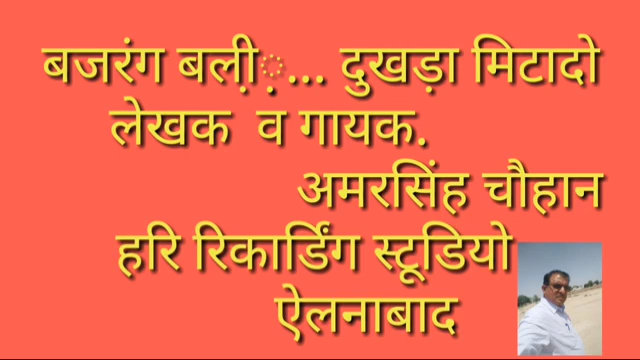 बजरंग बली़़... दुखड़ा मिटादो
लेखक व गायक.
अमरसिंह चौहान
हरि रिकार्डिंग स्टूडियो
ऐलनाबाद